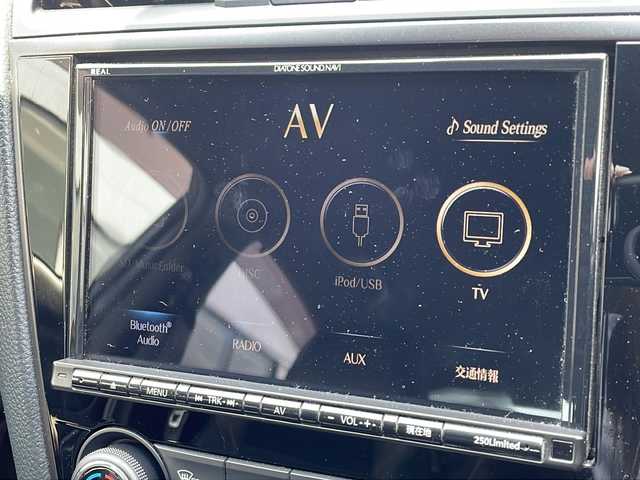 REAL DIATONE SOUND NAVI
AV
Audio ON/OFF
Sound Settings
DISC
iPod/USB
TV
Bluetooth®
Audio
RADIO
AUX
交通情報
MENU
TRK
AV
- VOL +
現在地
250Limited